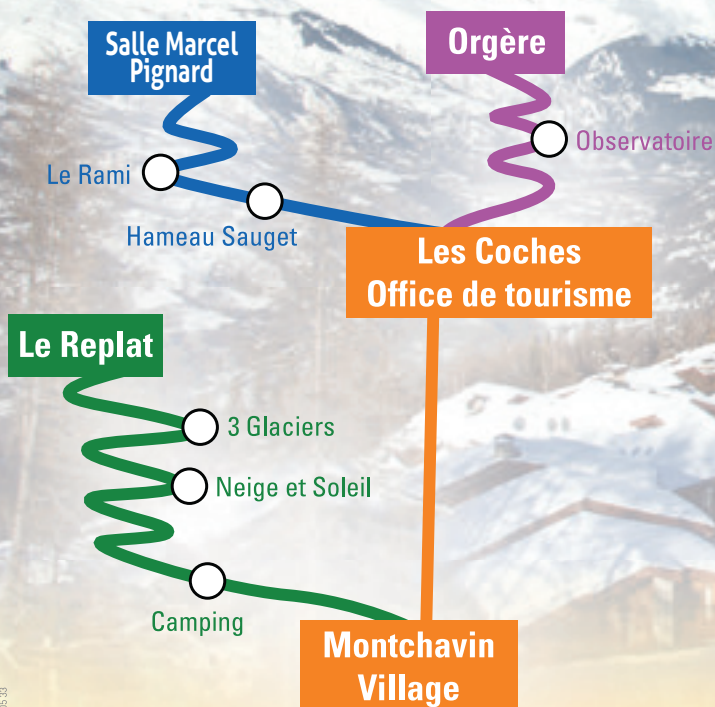 Salle Marcel
Pignard
Orgère
Observatoire
Le Rami
Hameau Sauget
Les Coches
Office de tourisme
Le Replat
3 Glaciers
Neige et Soleil
Camping
Montchavin
Village